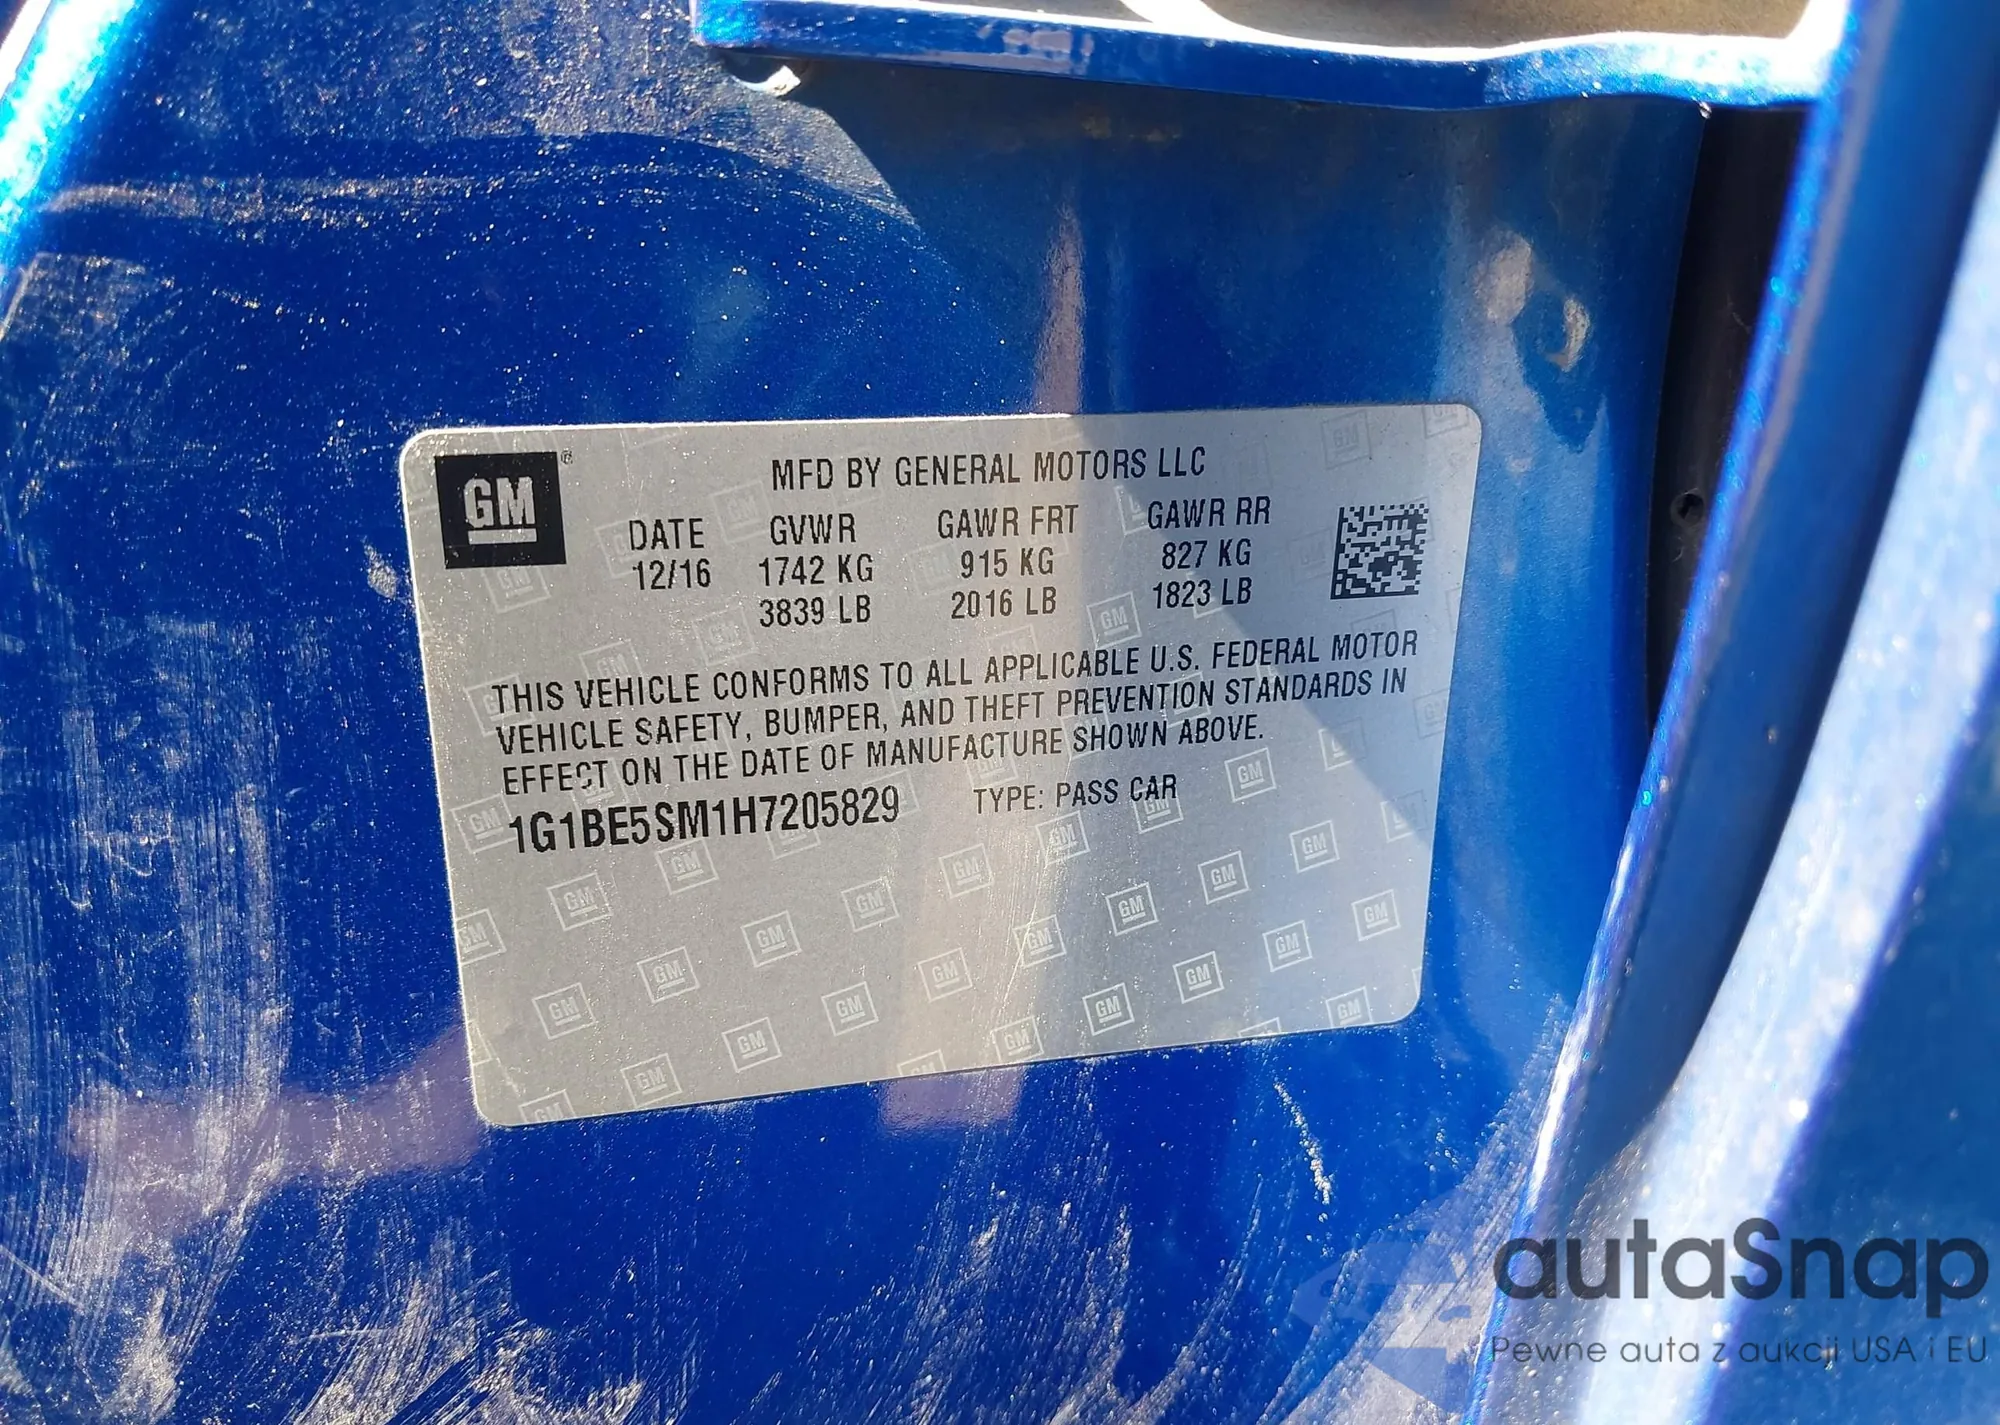 GM®
MFD BY GENERAL MOTORS LLC
DATE GVWR GAWR FRT GAWR RR
12/16 1742 KG 915 KG 827 KG
3839 LB 2016 LB 1823 LB
THIS VEHICLE CONFORMS TO ALL APPLICABLE U.S. FEDERAL MOTOR
VEHICLE SAFETY, BUMPER, AND THEFT PREVENTION STANDARDS IN
EFFECT ON THE DATE OF MANUFACTURE SHOWN ABOVE.
1G1BE5SM1H7205829 TYPE: PASS CAR
autaSnap
Pewne auta z aukcji USA i EU